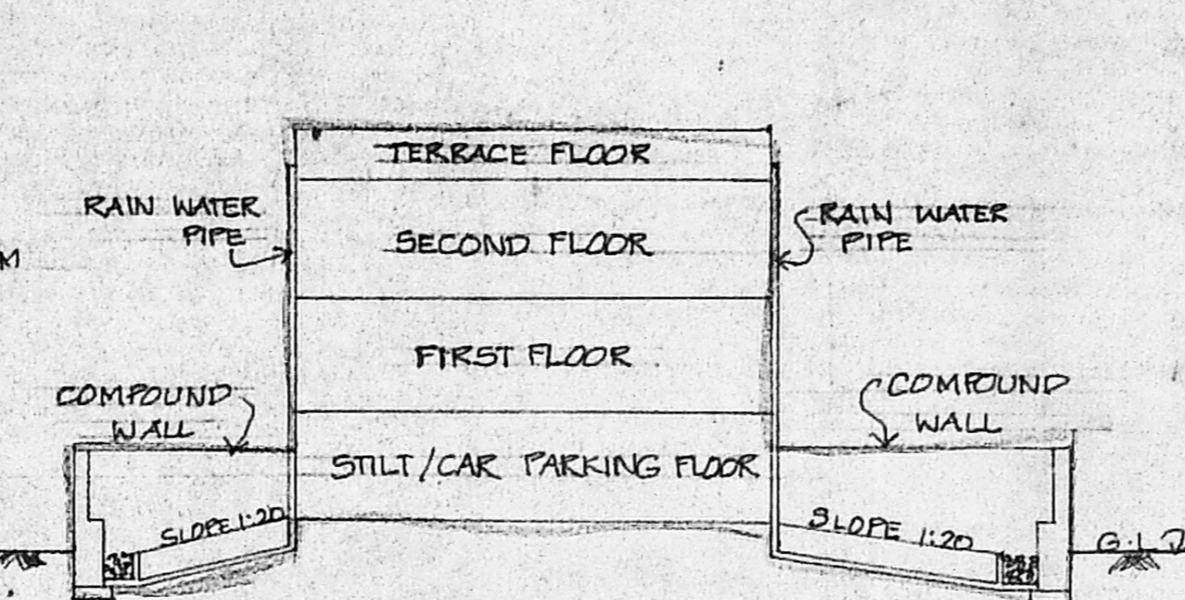 TERRACE FLOOR
RAIN WATER
PIPE
SECOND FLOOR
RAIN WATER
PIPE
M
FIRST FLOOR
COMPOUND
WALL
COMPOUND
WALL
STILT/CAR PARKING FLOOR
SLOPE 1:20
SLOPE 1:20
G.L